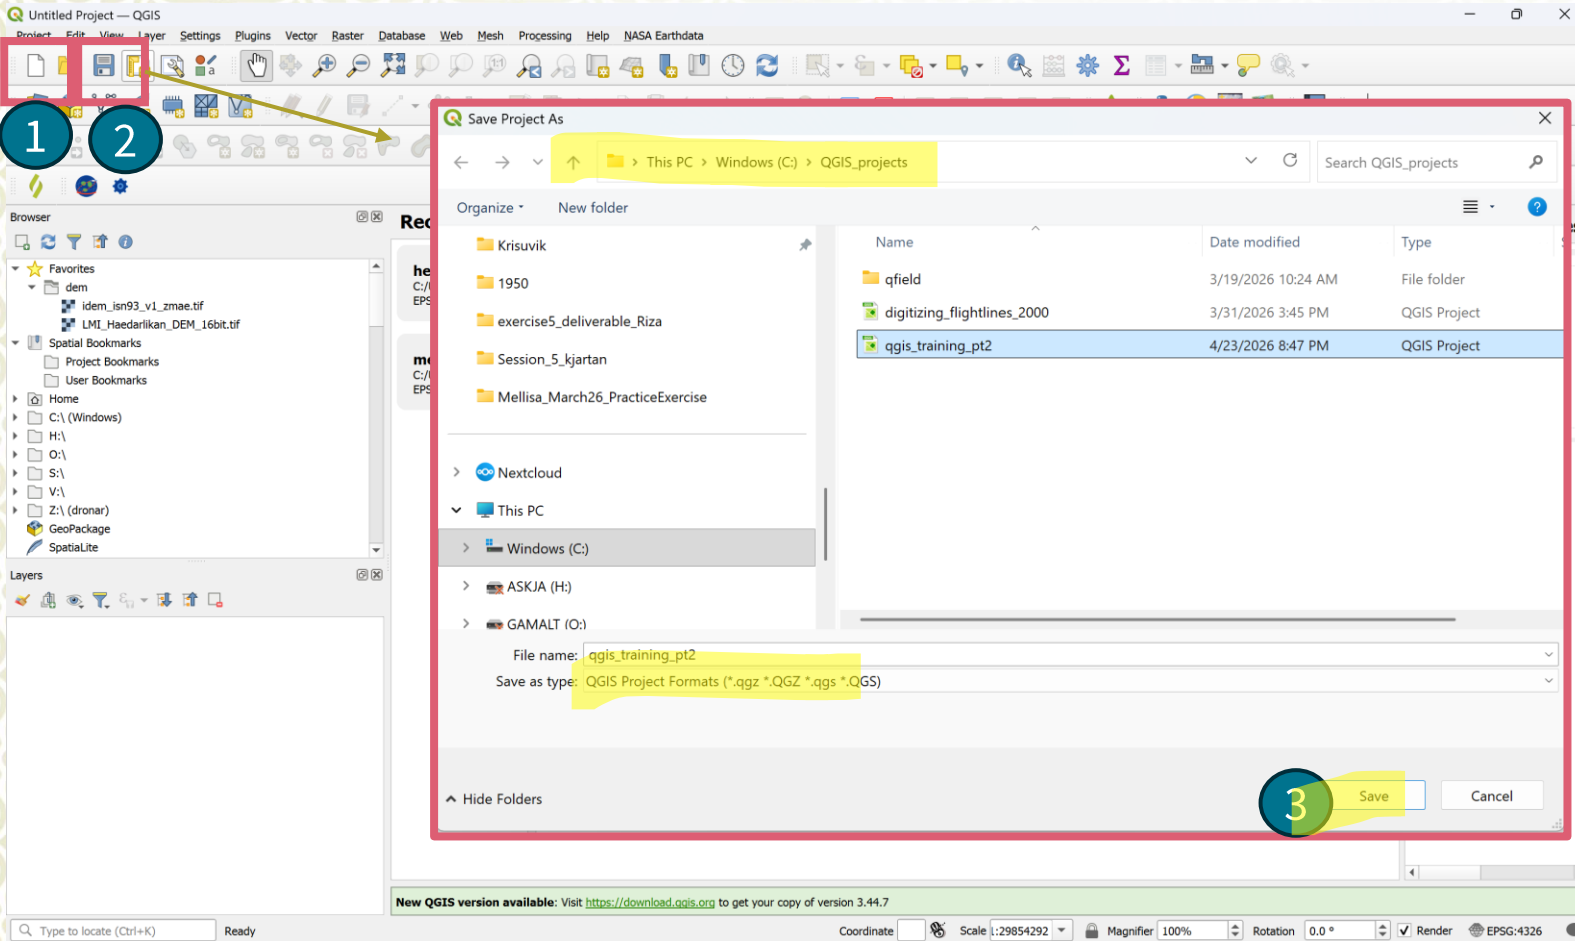 Untitled Project — QGIS
Project Edit View Layer Settings Plugins Vector Raster Database Web Mesh Processing Help NASA Earthdata
1
2
Save Project As
This PC > Windows (C:) > QGIS_projects
Search QGIS_projects
Organize
New folder
Browser
Favorites
dem
idem_isn93_v1_zmae.tif
LMI_Haedarlikan_DEM_16bit.tif
Spatial Bookmarks
Project Bookmarks
User Bookmarks
Home
C:\ (Windows)
H:\
O:\
S:\
V:\
Z:\ (dronar)
GeoPackage
SpatiaLite
Layers
Rec
he
C:/
EPS
me
C:/
EPS
Krisuvik
1950
exercise5_deliverable_Riza
Session_5_kjartan
Mellisa_March26_PracticeExercise
Nextcloud
This PC
Windows (C:)
ASKJA (H:)
GAMALT (O:)
Name Date modified Type
qfield 3/19/2026 10:24 AM File folder
digitizing_flightlines_2000 3/31/2026 3:45 PM QGIS Project
qgis_training_pt2 4/23/2026 8:47 PM QGIS Project
File name: qgis_training_pt2
Save as type: QGIS Project Formats (*.qgz *.QGZ *.qgs *.QGS)
Hide Folders
3
Save
Cancel
New QGIS version available: Visit https://download.qgis.org to get your copy of version 3.44.7
Type to locate (Ctrl+K)
Ready
Coordinate
Scale 1:29854292
Magnifier 100%
Rotation 0.0 °
Render
EPSG:4326